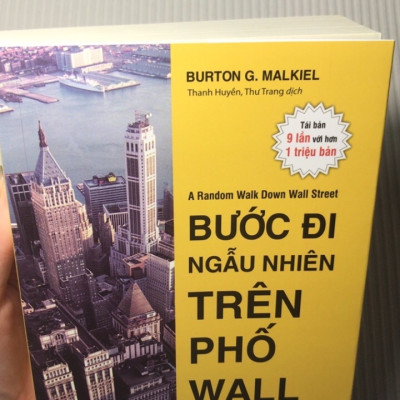 BURTON G. MALKIEL
Thanh Huyền, Thư Trang dịch
Tái bản
9 lần với hơn
1 triệu bản
A Random Walk Down Wall Street
BƯỚC ĐI
NGẪU NHIÊN
TRÊN
PHỐ
WALL